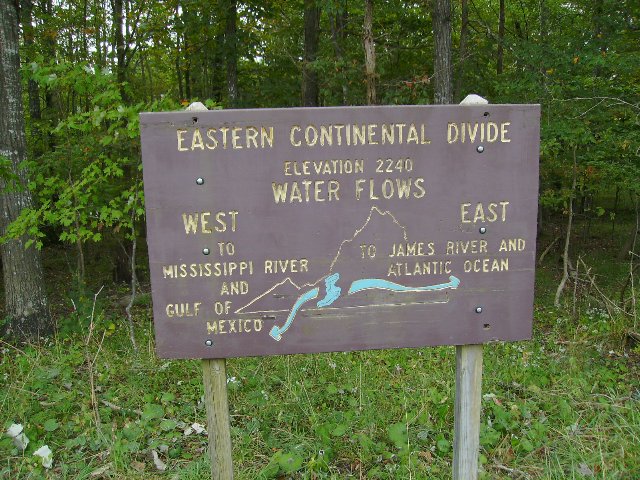 EASTERN CONTINENTAL DIVIDE
ELEVATION 2240
WATER FLOWS
WEST
TO
MISSISSIPPI RIVER
AND
GULF OF
MEXICO
EAST
TO JAMES RIVER AND
ATLANTIC OCEAN